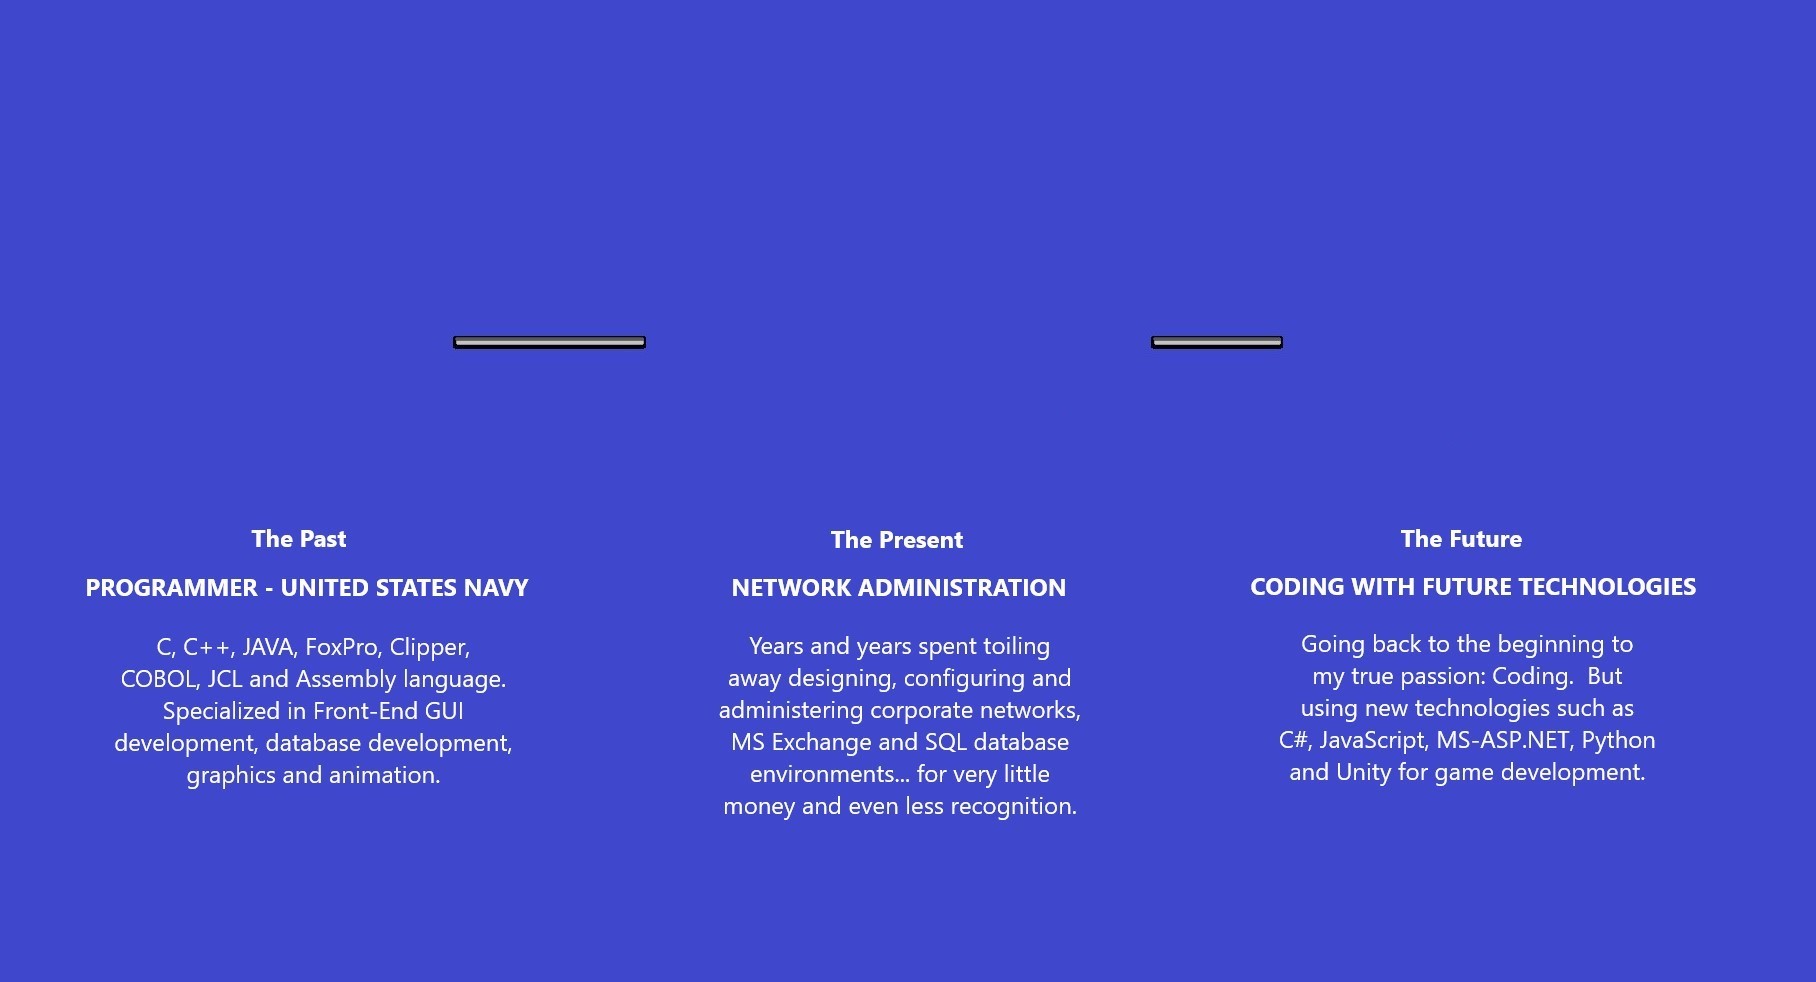 The Past
PROGRAMMER - UNITED STATES NAVY
C, C++, JAVA, FoxPro, Clipper,
COBOL, JCL and Assembly language.
Specialized in Front-End GUI
development, database development,
graphics and animation.
The Present
NETWORK ADMINISTRATION
Years and years spent toiling
away designing, configuring and
administering corporate networks,
MS Exchange and SQL database
environments... for very little
money and even less recognition.
The Future
CODING WITH FUTURE TECHNOLOGIES
Going back to the beginning to
my true passion: Coding.  But
using new technologies such as
C#, JavaScript, MS-ASP.NET, Python
and Unity for game development.